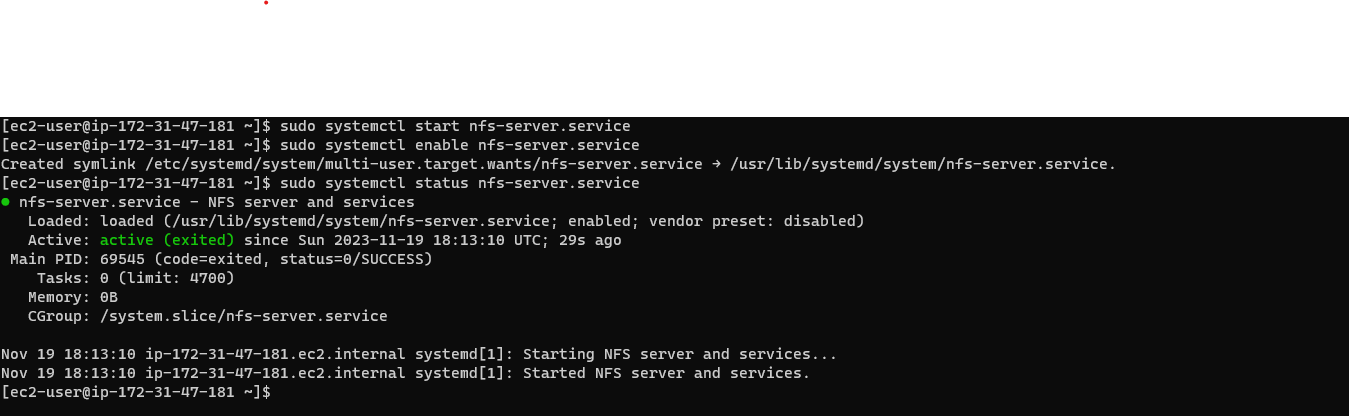 [ec2-user@ip-172-31-47-181 ~]$ sudo systemctl start nfs-server.service
[ec2-user@ip-172-31-47-181 ~]$ sudo systemctl enable nfs-server.service
Created symlink /etc/systemd/system/multi-user.target.wants/nfs-server.service → /usr/lib/systemd/system/nfs-server.service.
[ec2-user@ip-172-31-47-181 ~]$ sudo systemctl status nfs-server.service
● nfs-server.service - NFS server and services
   Loaded: loaded (/usr/lib/systemd/system/nfs-server.service; enabled; vendor preset: disabled)
   Active: active (exited) since Sun 2023-11-19 18:13:10 UTC; 29s ago
 Main PID: 69545 (code=exited, status=0/SUCCESS)
    Tasks: 0 (limit: 4700)
   Memory: 0B
   CGroup: /system.slice/nfs-server.service

Nov 19 18:13:10 ip-172-31-47-181.ec2.internal systemd[1]: Starting NFS server and services...
Nov 19 18:13:10 ip-172-31-47-181.ec2.internal systemd[1]: Started NFS server and services.
[ec2-user@ip-172-31-47-181 ~]$